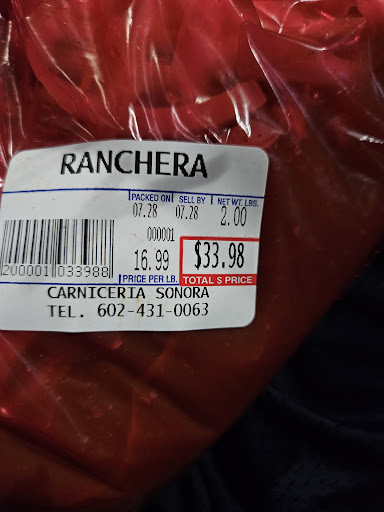 RANCHERA
PACKED ON SELL BY NET WT. LBS.
07.28 07.28 2.00
000001
16.99 $33.98
200001 033988 PRICE PER LB. TOTAL $ PRICE
CARNICERIA SONORA
TEL. 602-431-0063